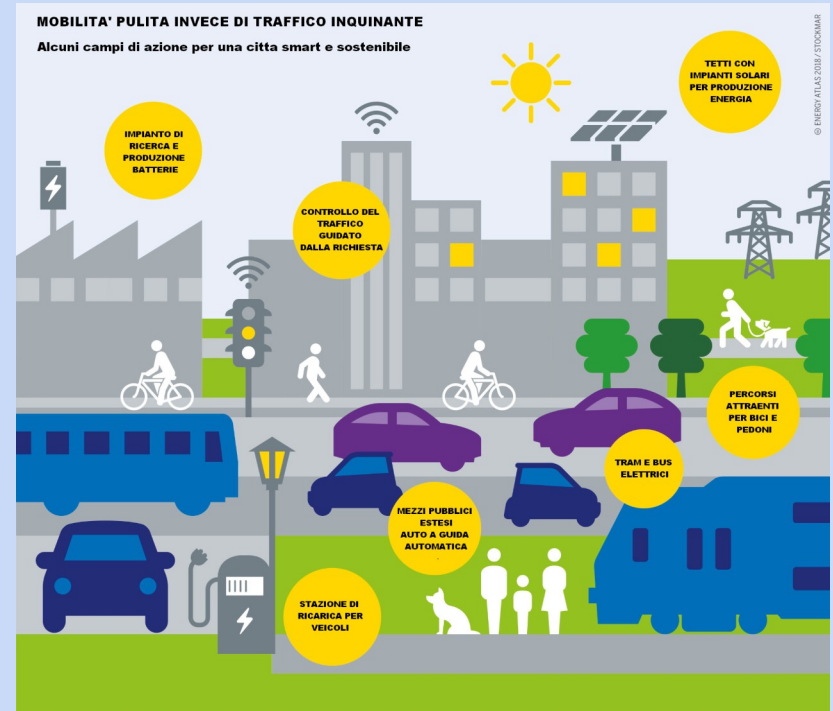 MOBILITA' PULITA INVECE DI TRAFFICO INQUINANTE
Alcuni campi di azione per una citta smart e sostenibile
© ENERGY ATLAS 2018 / STOCKMAR
TETTI CON
IMPIANTI SOLARI
PER PRODUZIONE
ENERGIA
IMPIANTO DI
RICERCA E
PRODUZIONE
BATTERIE
CONTROLLO DEL
TRAFFICO
GUIDATO
DALLA RICHIESTA
PERCORSI
ATTRAENTI
PER BICI E
PEDONI
TRAM E BUS
ELETTRICI
MEZZI PUBBLICI
ESTESI
AUTO A GUIDA
AUTOMATICA
.
STAZIONE DI
RICARICA PER
VEICOLI